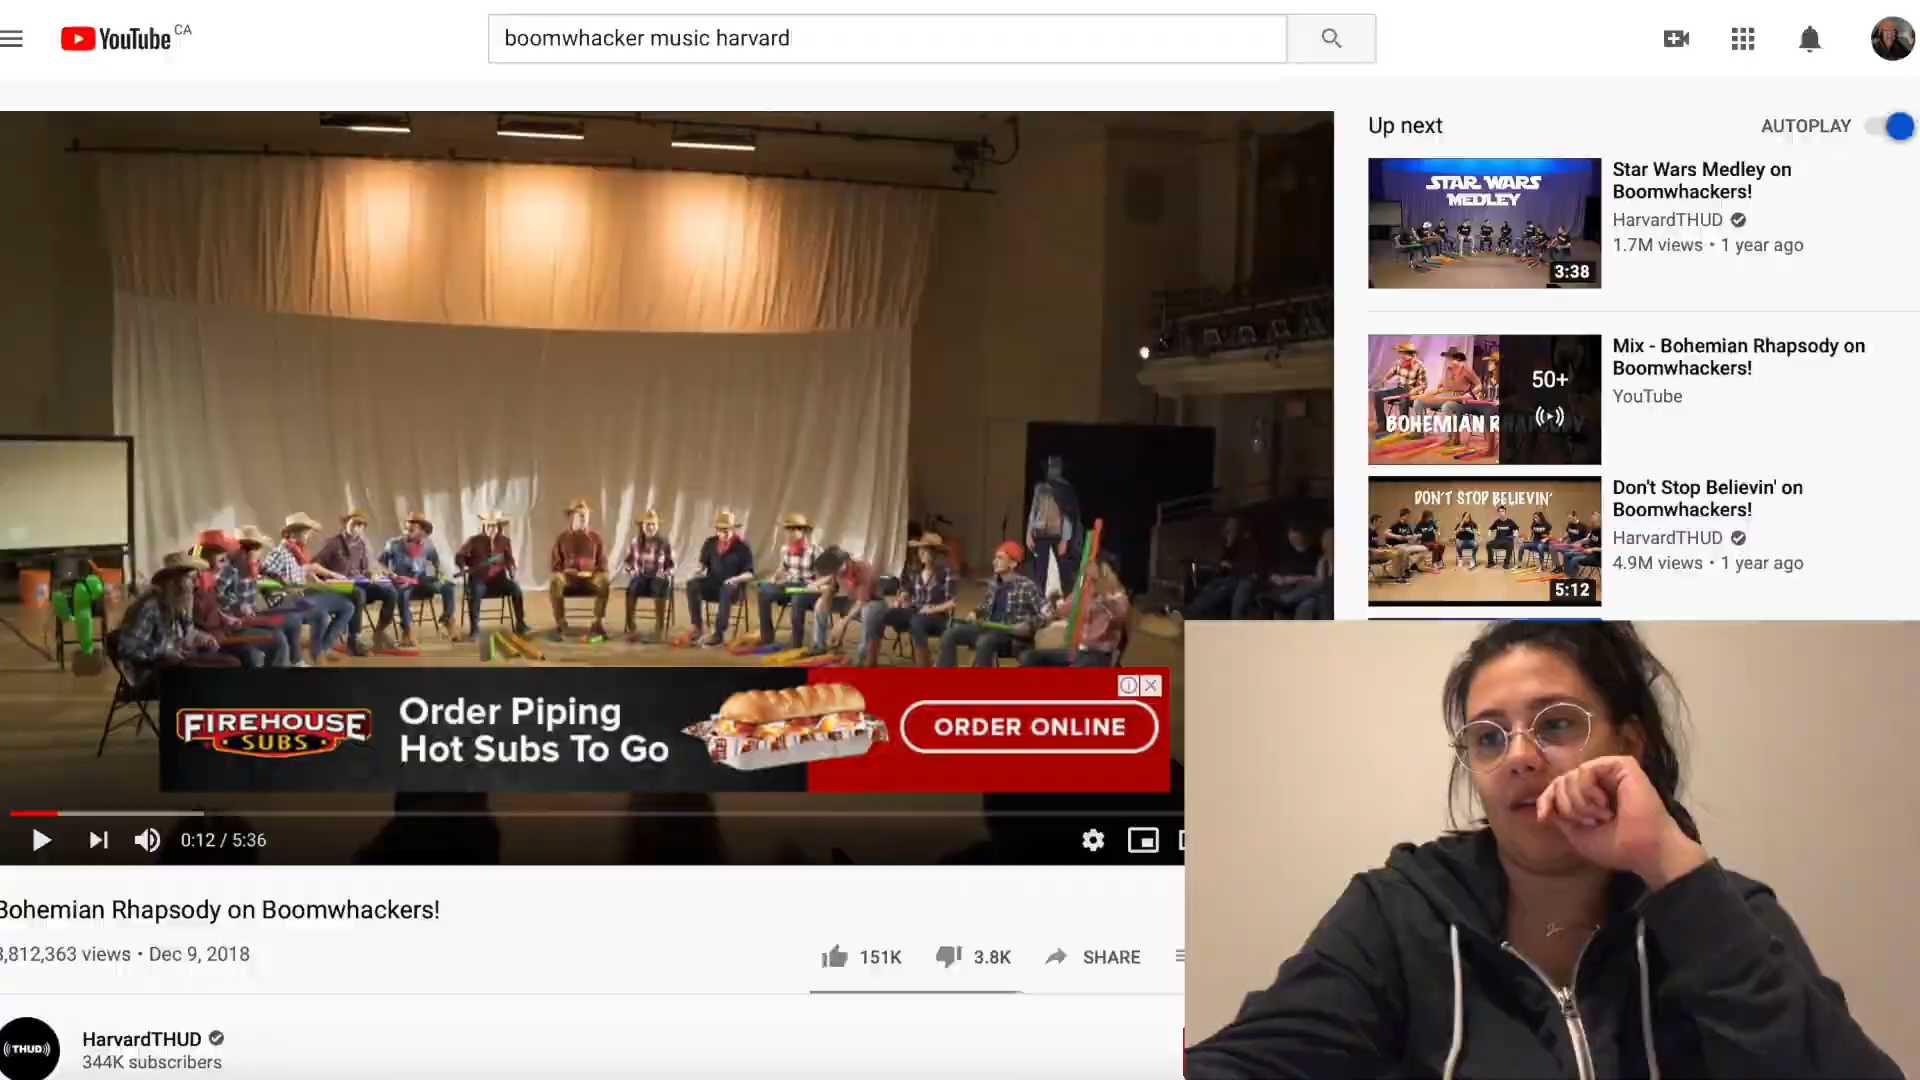 YouTube CA
boomwhacker music harvard
Up next
AUTOPLAY
STAR WARS
MEDLEY
3:38
Star Wars Medley on
Boomwhackers!
HarvardTHUD
1.7M views • 1 year ago
50+
BOHEMIAN R
Mix - Bohemian Rhapsody on
Boomwhackers!
YouTube
DON'T STOP BELIEVIN'
5:12
Don't Stop Believin' on
Boomwhackers!
HarvardTHUD
4.9M views • 1 year ago
FIREHOUSE
SUBS
Order Piping
Hot Subs To Go
ORDER ONLINE
0:12 / 5:36
Bohemian Rhapsody on Boomwhackers!
,812,363 views • Dec 9, 2018
151K
3.8K
SHARE
THUD
HarvardTHUD
344K subscribers